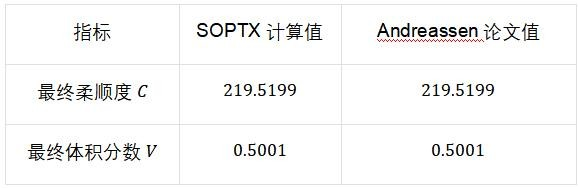 指标 SOPTX 计算值 Andreassen 论文值
最终柔顺度 C 219.5199 219.5199
最终体积分数 V 0.5001 0.5001